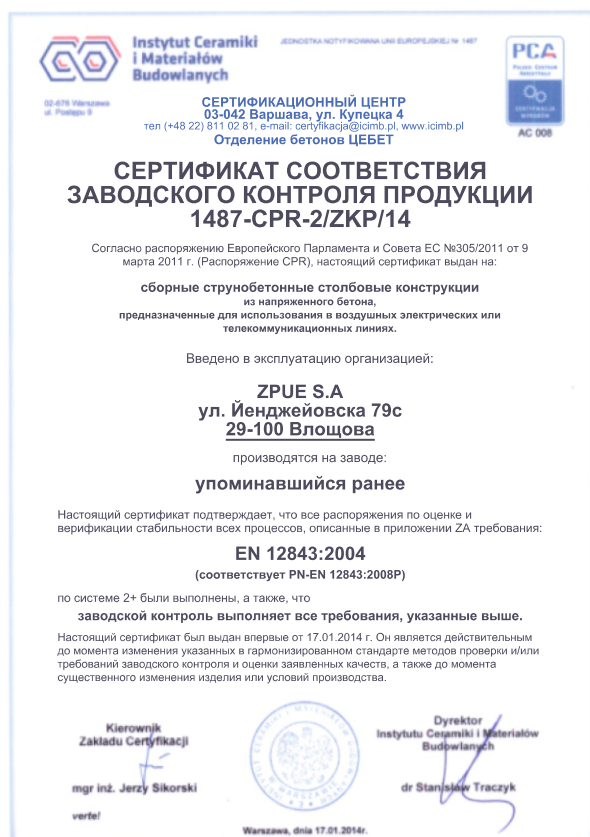 Instytut Ceramiki
i Materiałów
Budowlanych
JEDNOSTKA NOTYFIKOWANA UNII EUROPEJSKIEJ Nr 1487
PCA
POLSKIE CENTRUM
AKREDYTACJI
CERTYFIKACJA
WYROBÓW
AC 008
02-676 Warszawa
ul. Postępu 9
СЕРТИФИКАЦИОННЫЙ ЦЕНТР
03-042 Варшава, ул. Купецка 4
тел (+48 22) 811 02 81, e-mail: certyfikacja@icimb.pl, www.icimb.pl
Отделение бетонов ЦЕБЕТ
СЕРТИФИКАТ СООТВЕТСТВИЯ
ЗАВОДСКОГО КОНТРОЛЯ ПРОДУКЦИИ
1487-CPR-2/ZKP/14
Согласно распоряжению Европейского Парламента и Совета ЕС №305/2011 от 9
марта 2011 г. (Распоряжение CPR), настоящий сертификат выдан на:
сборные струнобетонные столбовые конструкции
из напряженного бетона,
предназначенные для использования в воздушных электрических или
телекоммуникационных линиях.
Введено в эксплуатацию организацией:
ZPUE S.A
ул. Йенджейовска 79с
29-100 Влощова
производятся на заводе:
упоминавшийся ранее
Настоящий сертификат подтверждает, что все распоряжения по оценке и
верификации стабильности всех процессов, описанные в приложении ZA требования:
EN 12843:2004
(соответствует PN-EN 12843:2008P)
по системе 2+ были выполнены, а также, что
заводской контроль выполняет все требования, указанные выше.
Настоящий сертификат был выдан впервые от 17.01.2014 г. Он является действительным
до момента изменения указанных в гармонизированном стандарте методов проверки и/или
требований заводского контроля и оценки заявленных качеств, а также до момента
существенного изменения изделия или условий производства.
Kierownik
Zakładu Certyfikacji
mgr inż. Jerzy Sikorski
verte!
Dyrektor
Instytutu Ceramiki i Materiałów
Budowlanych
dr Stanisław Traczyk
Warszawa, dnia 17.01.2014r.